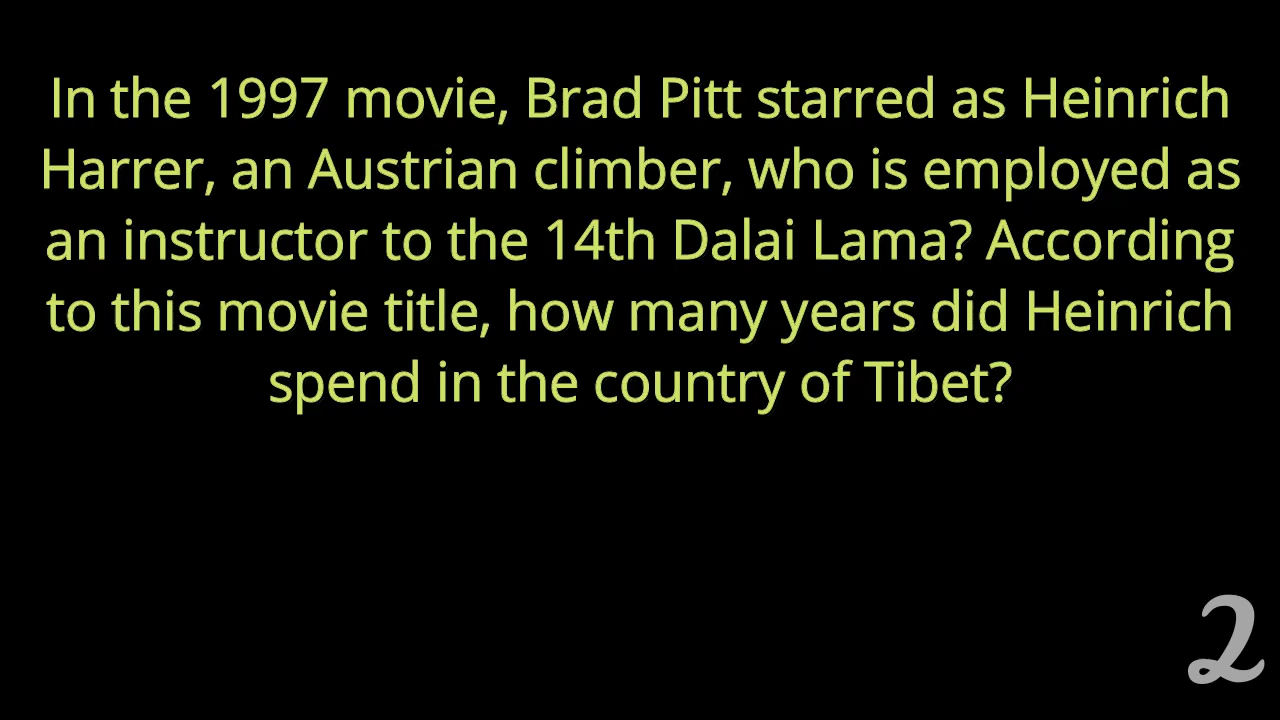 In the 1997 movie, Brad Pitt starred as Heinrich
Harrer, an Austrian climber, who is employed as
an instructor to the 14th Dalai Lama? According
to this movie title, how many years did Heinrich
spend in the country of Tibet?
2